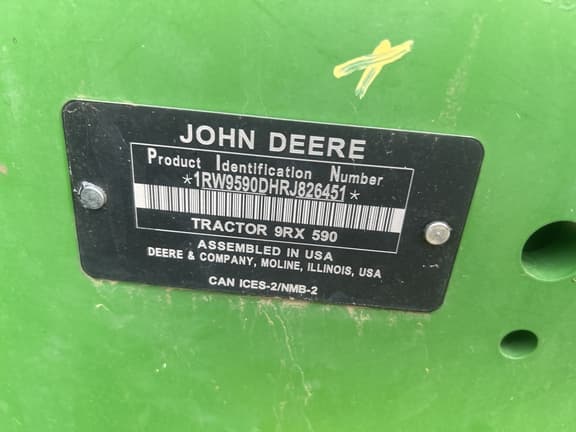 JOHN DEERE
Product Identification Number
*1RW9590DHRJ826451*
TRACTOR 9RX 590
ASSEMBLED IN USA
DEERE & COMPANY, MOLINE, ILLINOIS, USA
CAN ICES-2/NMB-2